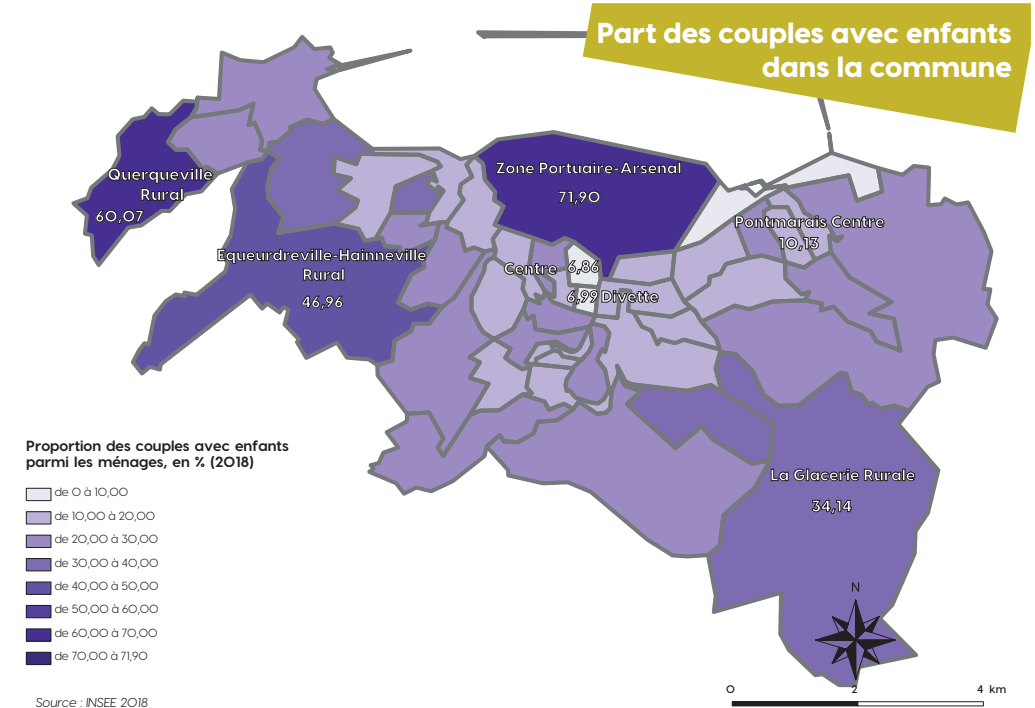 Part des couples avec enfants
dans la commune
Querqueville
Rural
60,07
Zone Portuaire-Arsenal
71,90
Pontmarais Centre
10,13
Equeurdreville-Hainneville
Rural
46,96
Centre
6,86
6,99
Divette
La Glacerie Rurale
34,14
Proportion des couples avec enfants
parmi les ménages, en % (2018)
de 0 à 10,00
de 10,00 à 20,00
de 20,00 à 30,00
de 30,00 à 40,00
de 40,00 à 50,00
de 50,00 à 60,00
de 60,00 à 70,00
de 70,00 à 71,90
Source : INSEE 2018
N
0 2 4 km